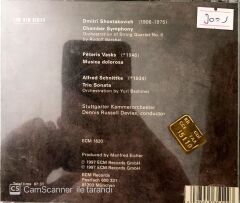 ECM NEW SERIES
Dmitri Shostakovich (1906-1975)
Chamber Symphony
Orchestration of String Quartet No. 8
by Rudolf Barshai
Pēteris Vasks (*1946)
Musica dolorosa
Alfred Schnittke (*1934)
Trio Sonata
Orchestration by Yuri Bashmet
Stuttgarter Kammerorchester
Dennis Russell Davies, conductor
ECM 1620
Produced by Manfred Eicher
℗ 1997 ECM Records GmbH
© 1997 ECM Records GmbH
ECM Records
Postfach 600 331
81203 München
CS CamScanner ile tarandı